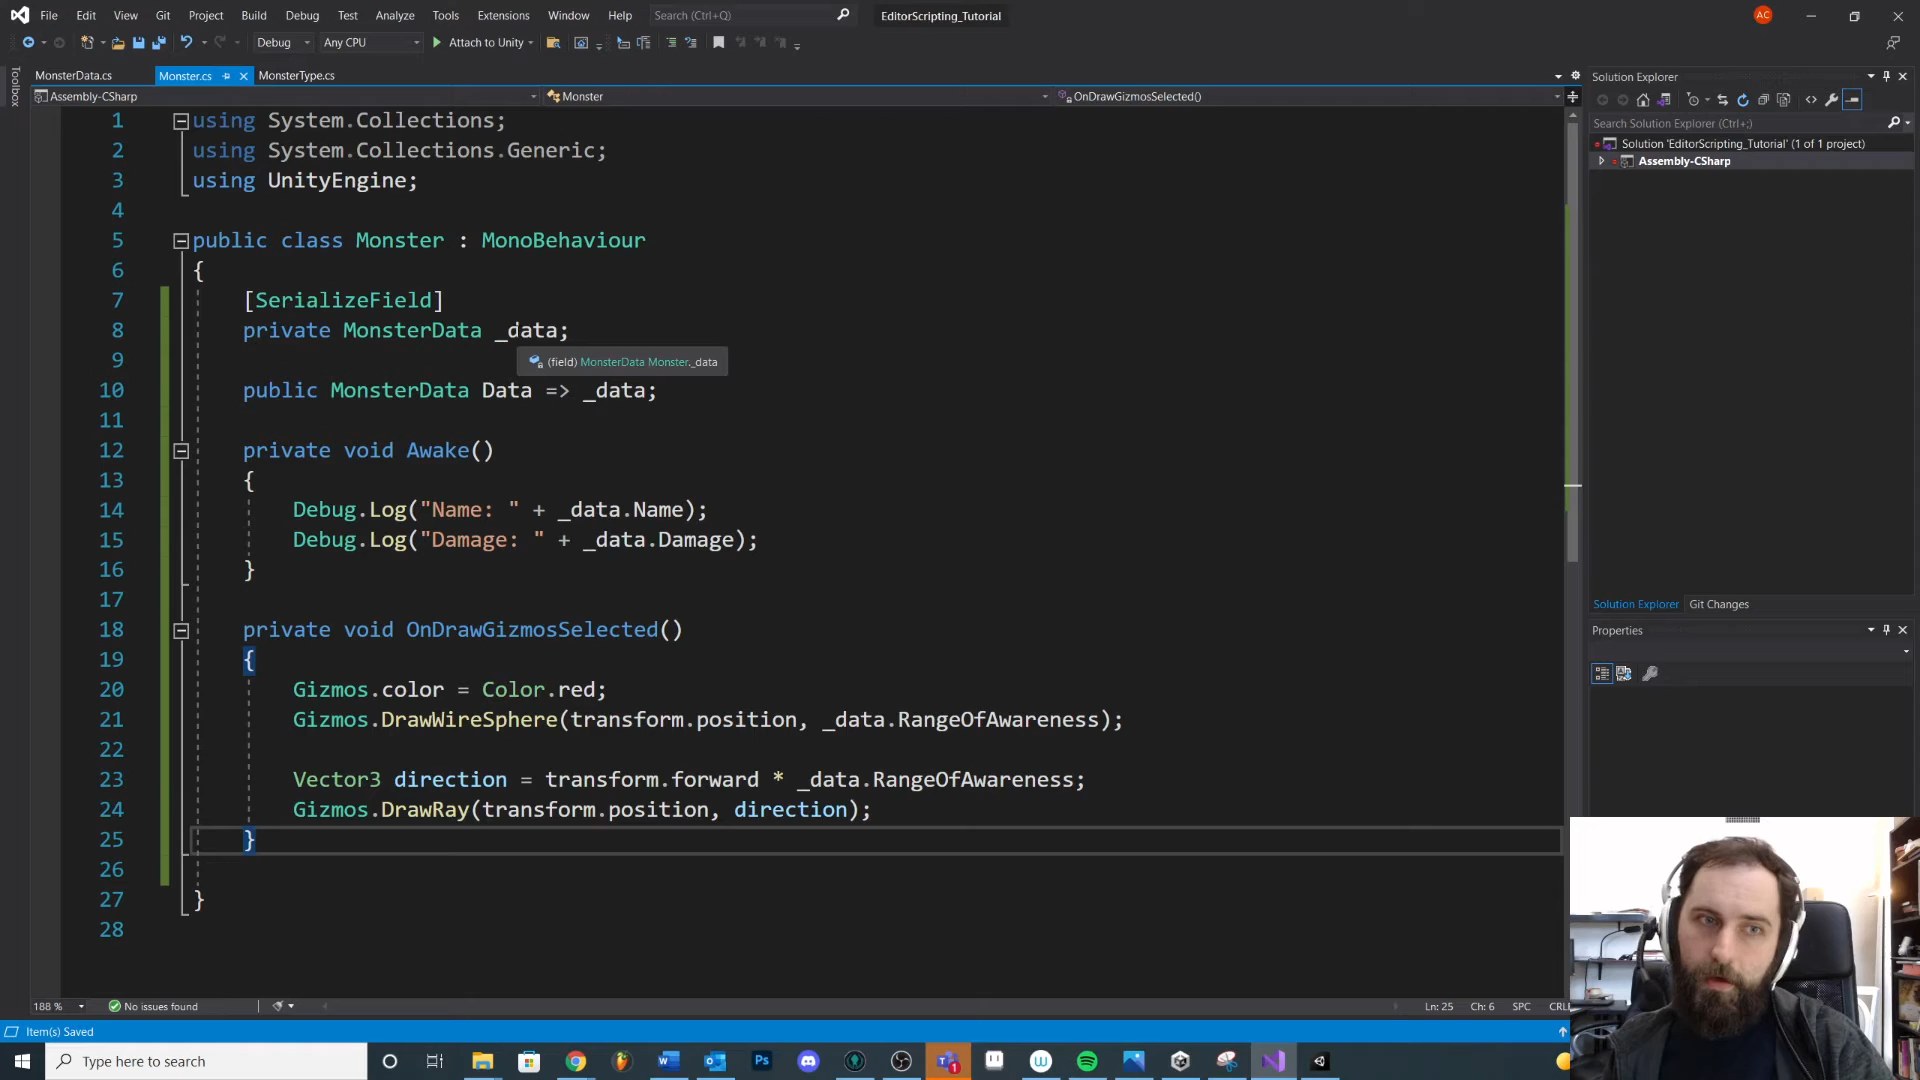 File Edit View Git Project Build Debug Test Analyze Tools Extensions Window Help Search (Ctrl+Q) EditorScripting_Tutorial AC
Debug Any CPU Attach to Unity
MonsterData.cs Monster.cs MonsterType.cs
Assembly-CSharp Monster OnDrawGizmosSelected()
Toolbox
1 using System.Collections;
2 using System.Collections.Generic;
3 using UnityEngine;
4
5 public class Monster : MonoBehaviour
6 {
7 [SerializeField]
8 private MonsterData _data;
9 (field) MonsterData Monster._data
10 public MonsterData Data => _data;
11
12 private void Awake()
13 {
14 Debug.Log("Name: " + _data.Name);
15 Debug.Log("Damage: " + _data.Damage);
16 }
17
18 private void OnDrawGizmosSelected()
19 {
20 Gizmos.color = Color.red;
21 Gizmos.DrawWireSphere(transform.position, _data.RangeOfAwareness);
22
23 Vector3 direction = transform.forward * _data.RangeOfAwareness;
24 Gizmos.DrawRay(transform.position, direction);
25 }
26
27 }
28
Solution Explorer
Search Solution Explorer (Ctrl+;)
Solution 'EditorScripting_Tutorial' (1 of 1 project)
Assembly-CSharp
Solution Explorer Git Changes
Properties
188 % No issues found Ln: 25 Ch: 6 SPC CRL
Item(s) Saved
Type here to search